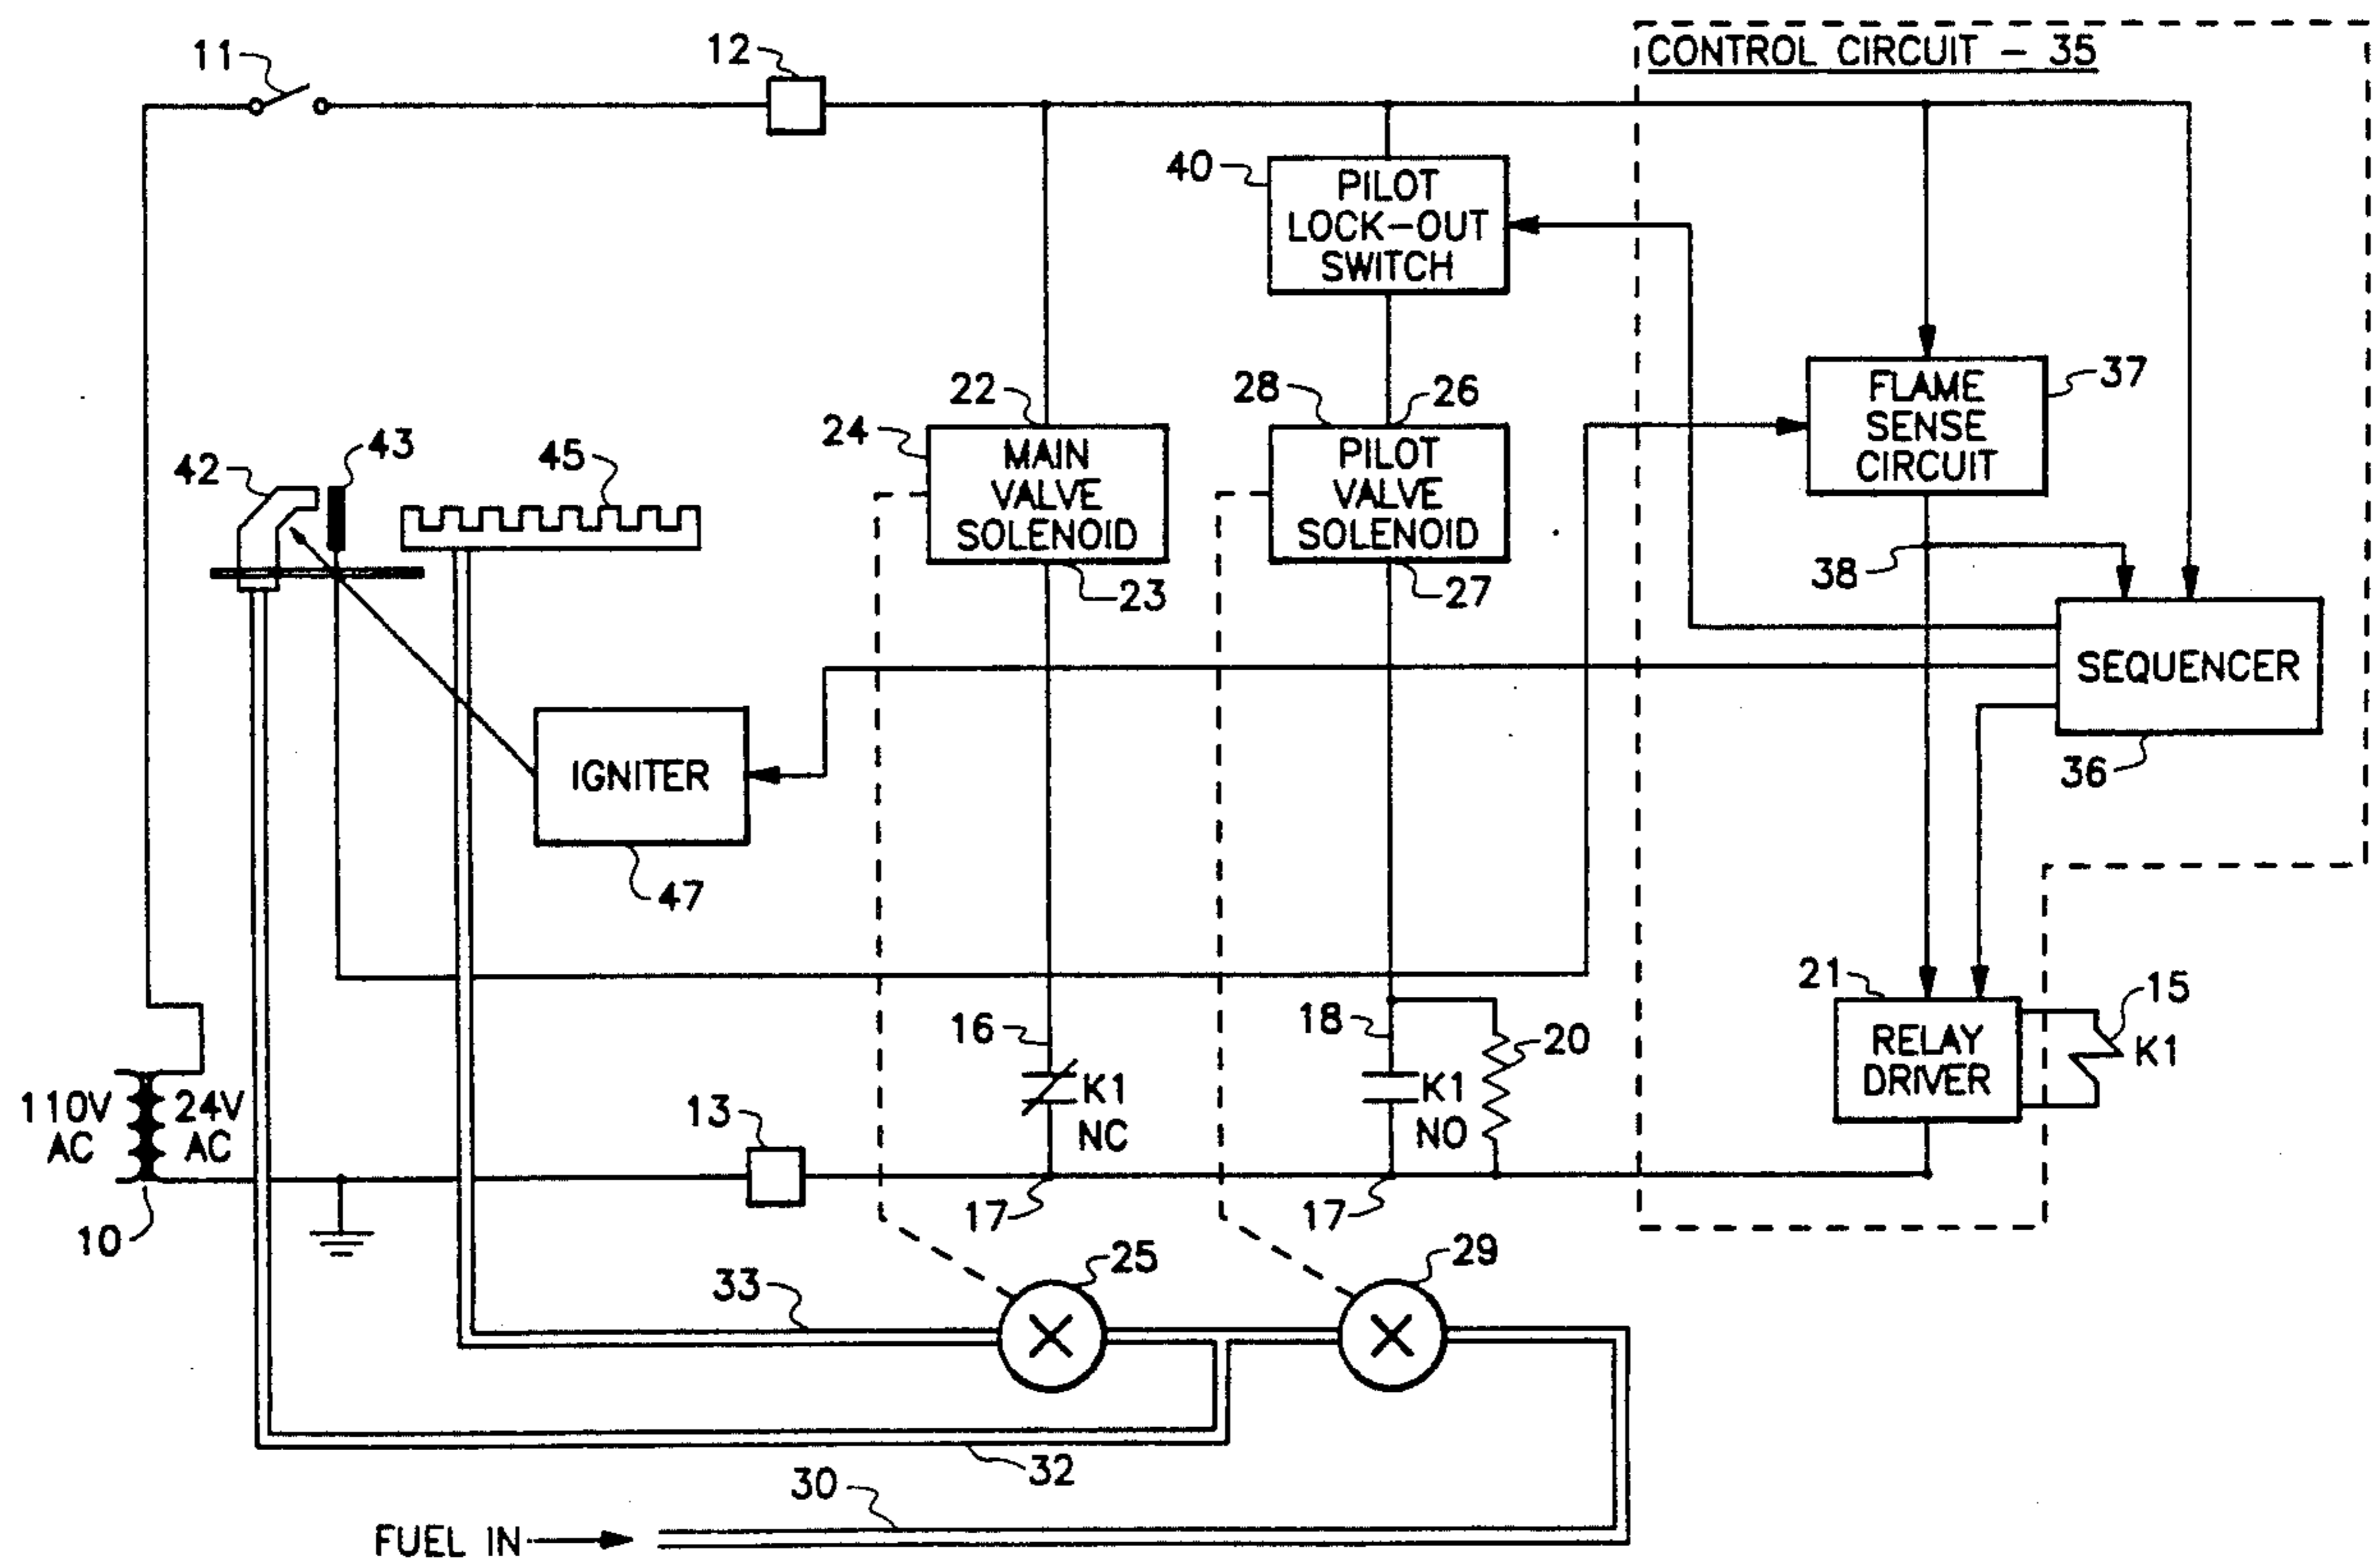 CONTROL CIRCUIT - 35
11
12
40
PILOT
LOCK-OUT
SWITCH
37
FLAME
SENSE
CIRCUIT
22
28
26
24
MAIN
VALVE
SOLENOID
PILOT
VALVE
SOLENOID
42
43
45
23
27
38
SEQUENCER
36
IGNITER
47
21
15
RELAY
DRIVER
K1
16
18
20
K1
NC
K1
NO
110V
AC
24V
AC
13
10
17
17
25
29
33
32
30
FUEL IN